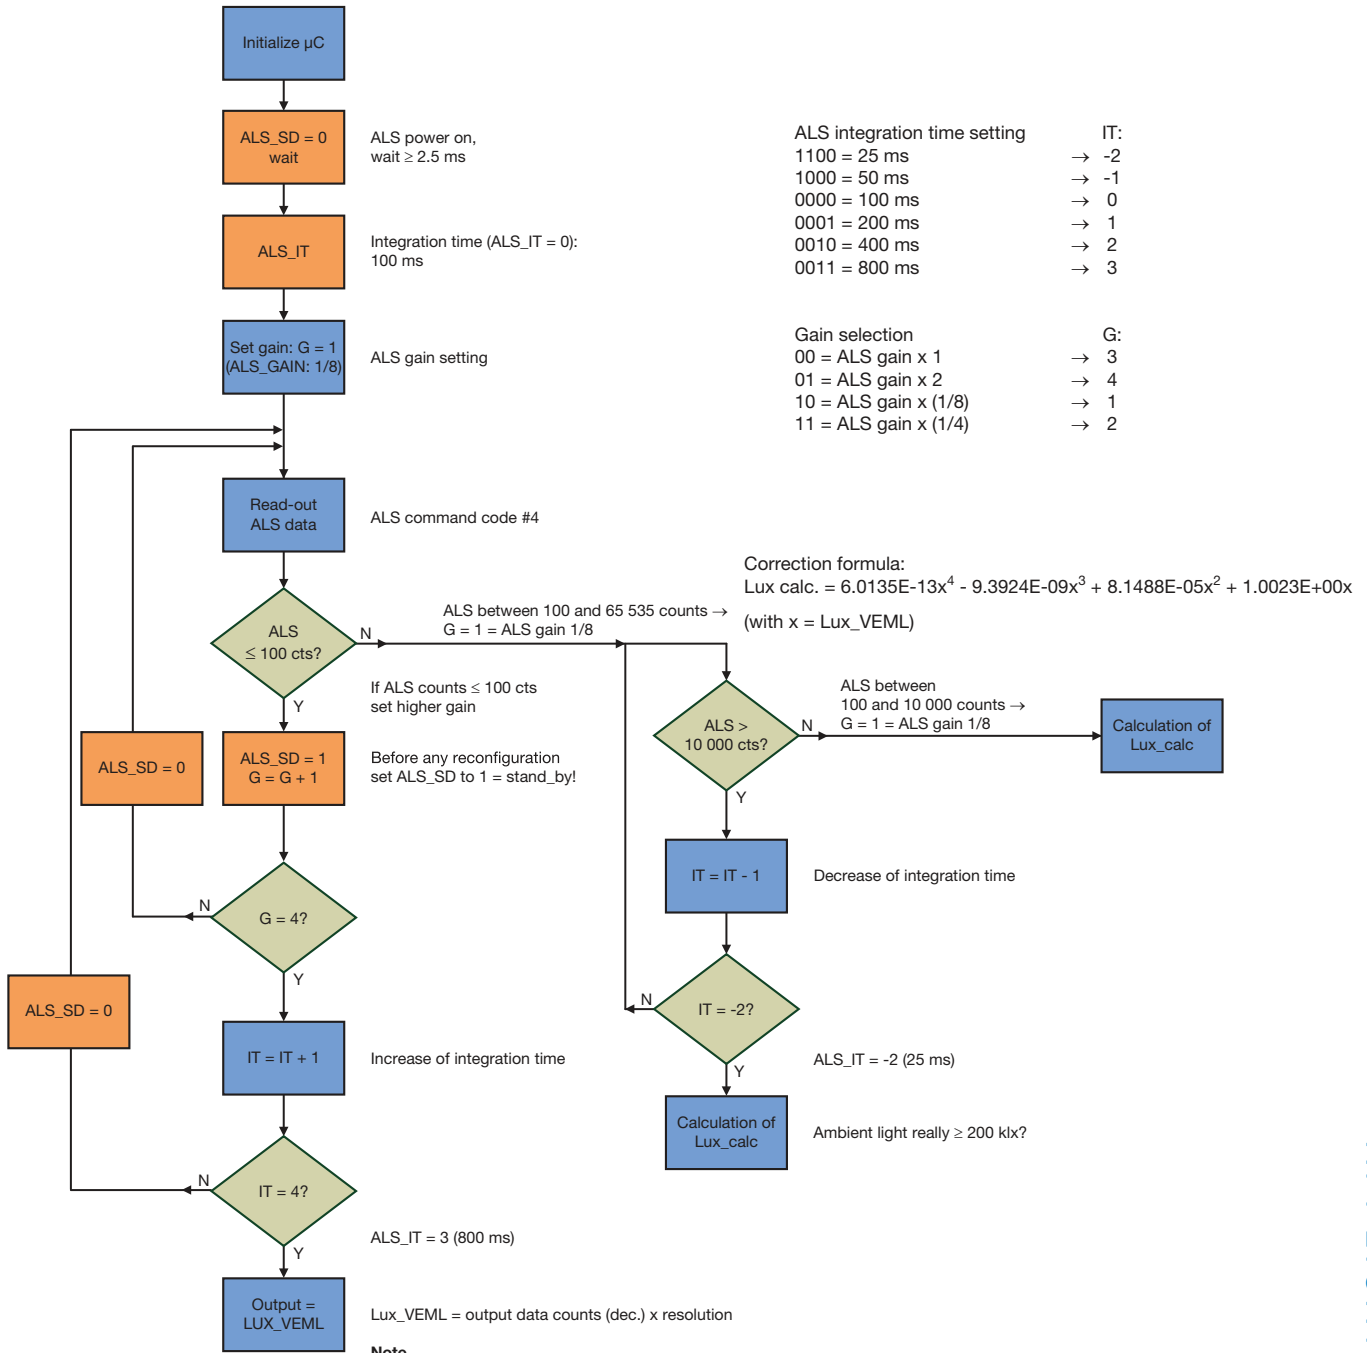 Initialize µC
ALS_SD = 0
wait
ALS power on,
wait ≥ 2.5 ms
ALS_IT
Integration time (ALS_IT = 0):
100 ms
Set gain: G = 1
(ALS_GAIN: 1/8)
ALS gain setting
ALS integration time setting IT:
1100 = 25 ms → -2
1000 = 50 ms → -1
0000 = 100 ms → 0
0001 = 200 ms → 1
0010 = 400 ms → 2
0011 = 800 ms → 3
Gain selection G:
00 = ALS gain x 1 → 3
01 = ALS gain x 2 → 4
10 = ALS gain x (1/8) → 1
11 = ALS gain x (1/4) → 2
Read-out
ALS data
ALS command code #4
Correction formula:
Lux calc. = 6.0135E-13x⁴ - 9.3924E-09x³ + 8.1488E-05x² + 1.0023E+00x
(with x = Lux_VEML)
ALS
≤ 100 cts?
N
ALS between 100 and 65 535 counts →
G = 1 = ALS gain 1/8
Y
If ALS counts ≤ 100 cts
set higher gain
ALS >
10 000 cts?
N
ALS between
100 and 10 000 counts →
G = 1 = ALS gain 1/8
Calculation of
Lux_calc
Y
ALS_SD = 0
ALS_SD = 1
G = G + 1
Before any reconfiguration
set ALS_SD to 1 = stand_by!
IT = IT - 1
Decrease of integration time
G = 4?
N
Y
IT = -2?
N
Y
ALS_IT = -2 (25 ms)
ALS_SD = 0
IT = IT + 1
Increase of integration time
Calculation of
Lux_calc
Ambient light really ≥ 200 klx?
IT = 4?
N
Y
ALS_IT = 3 (800 ms)
Output =
LUX_VEML
Lux_VEML = output data counts (dec.) x resolution
Note